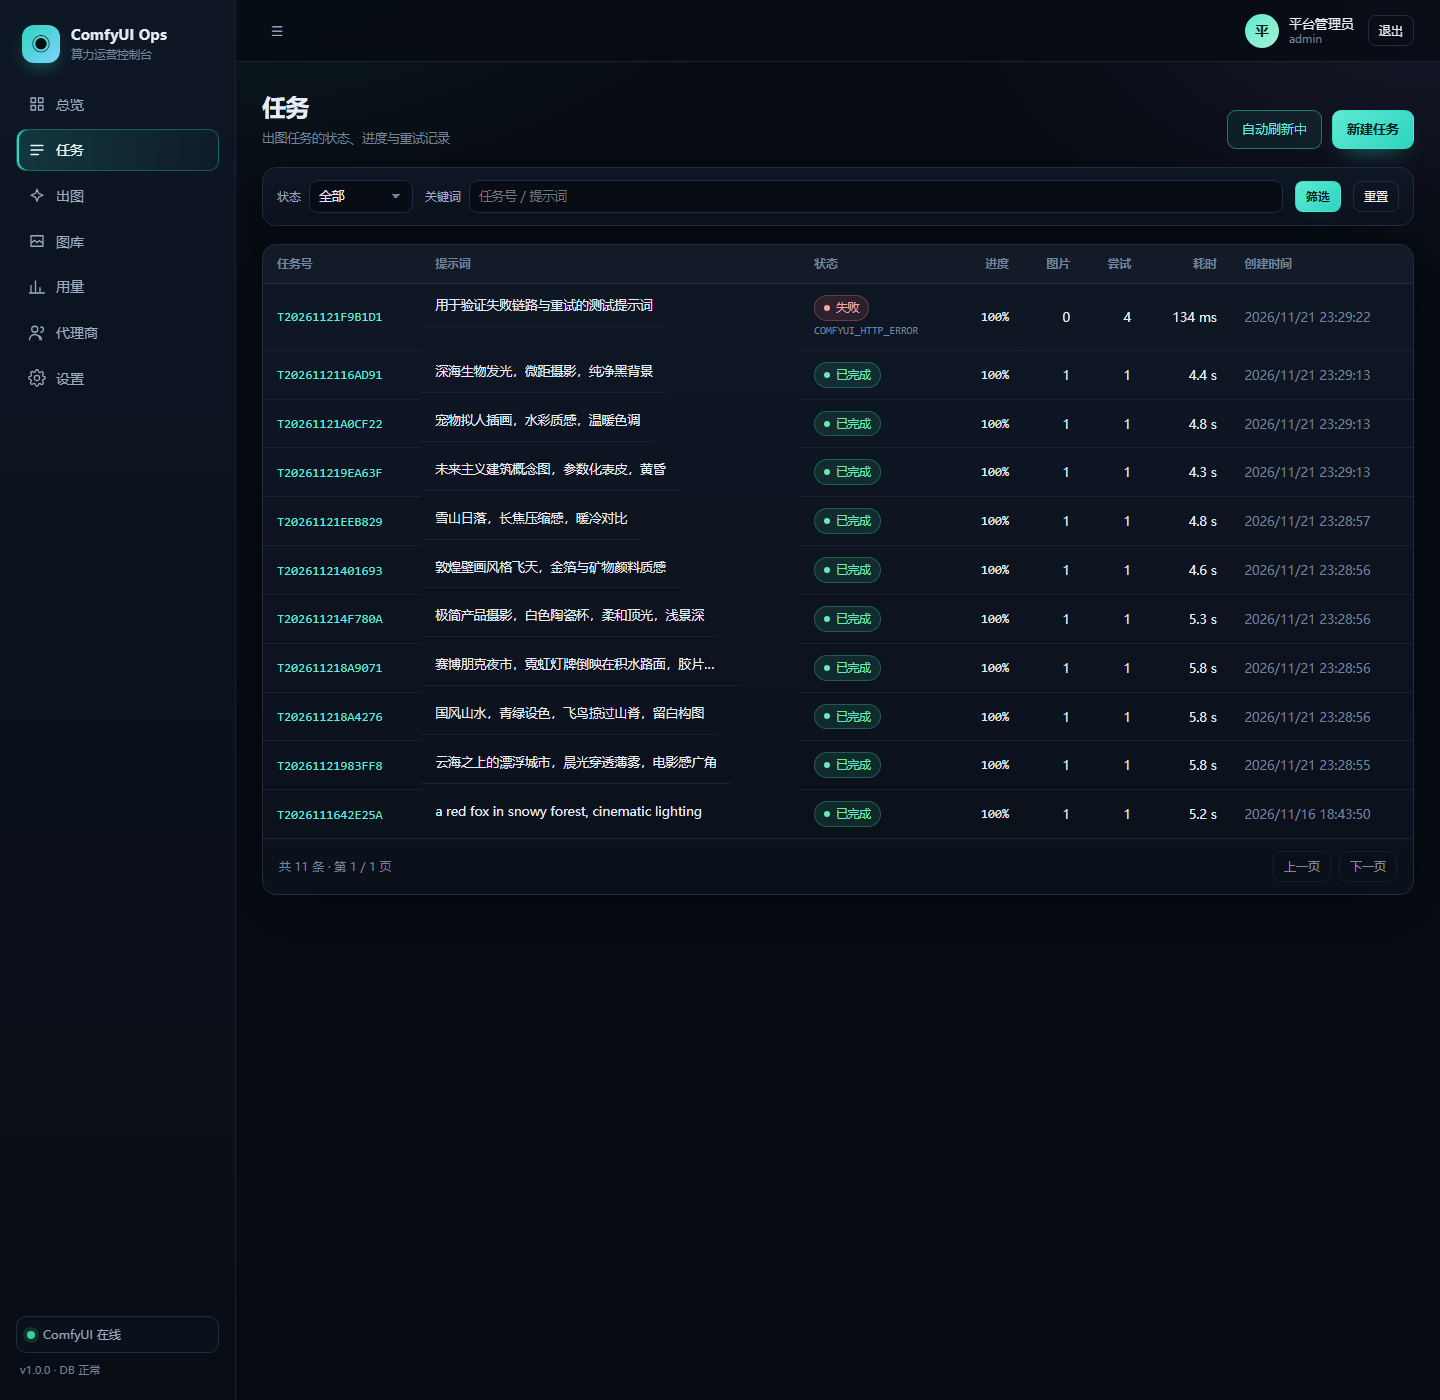 ComfyUI Ops
算力运营控制台
总览
任务
出图
图库
用量
代理商
设置
ComfyUI 在线
v1.0.0 · DB 正常
☰
平
平台管理员
admin
退出
任务
出图任务的状态、进度与重试记录
自动刷新中
新建任务
状态 全部 关键词 任务号 / 提示词 筛选 重置
任务号 提示词 状态 进度 图片 尝试 耗时 创建时间
T20261121F9B1D1 用于验证失败链路与重试的测试提示词 失败 100% 0 4 134 ms 2026/11/21 23:29:22
COMFYUI_HTTP_ERROR
T2026112116AD91 深海生物发光，微距摄影，纯净黑背景 已完成 100% 1 1 4.4 s 2026/11/21 23:29:13
T20261121A0CF22 宠物拟人插画，水彩质感，温暖色调 已完成 100% 1 1 4.8 s 2026/11/21 23:29:13
T202611219EA63F 未来主义建筑概念图，参数化表皮，黄昏 已完成 100% 1 1 4.3 s 2026/11/21 23:29:13
T20261121EEB829 雪山日落，长焦压缩感，暖冷对比 已完成 100% 1 1 4.8 s 2026/11/21 23:28:57
T20261121401693 敦煌壁画风格飞天，金箔与矿物颜料质感 已完成 100% 1 1 4.6 s 2026/11/21 23:28:56
T202611214F780A 极简产品摄影，白色陶瓷杯，柔和顶光，浅景深 已完成 100% 1 1 5.3 s 2026/11/21 23:28:56
T202611218A9071 赛博朋克夜市，霓虹灯牌倒映在积水路面，胶片... 已完成 100% 1 1 5.8 s 2026/11/21 23:28:56
T202611218A4276 国风山水，青绿设色，飞鸟掠过山脊，留白构图 已完成 100% 1 1 5.8 s 2026/11/21 23:28:56
T20261121983FF8 云海之上的漂浮城市，晨光穿透薄雾，电影感广角 已完成 100% 1 1 5.8 s 2026/11/21 23:28:55
T2026111642E25A a red fox in snowy forest, cinematic lighting 已完成 100% 1 1 5.2 s 2026/11/16 18:43:50
共 11 条 · 第 1 / 1 页 上一页 下一页